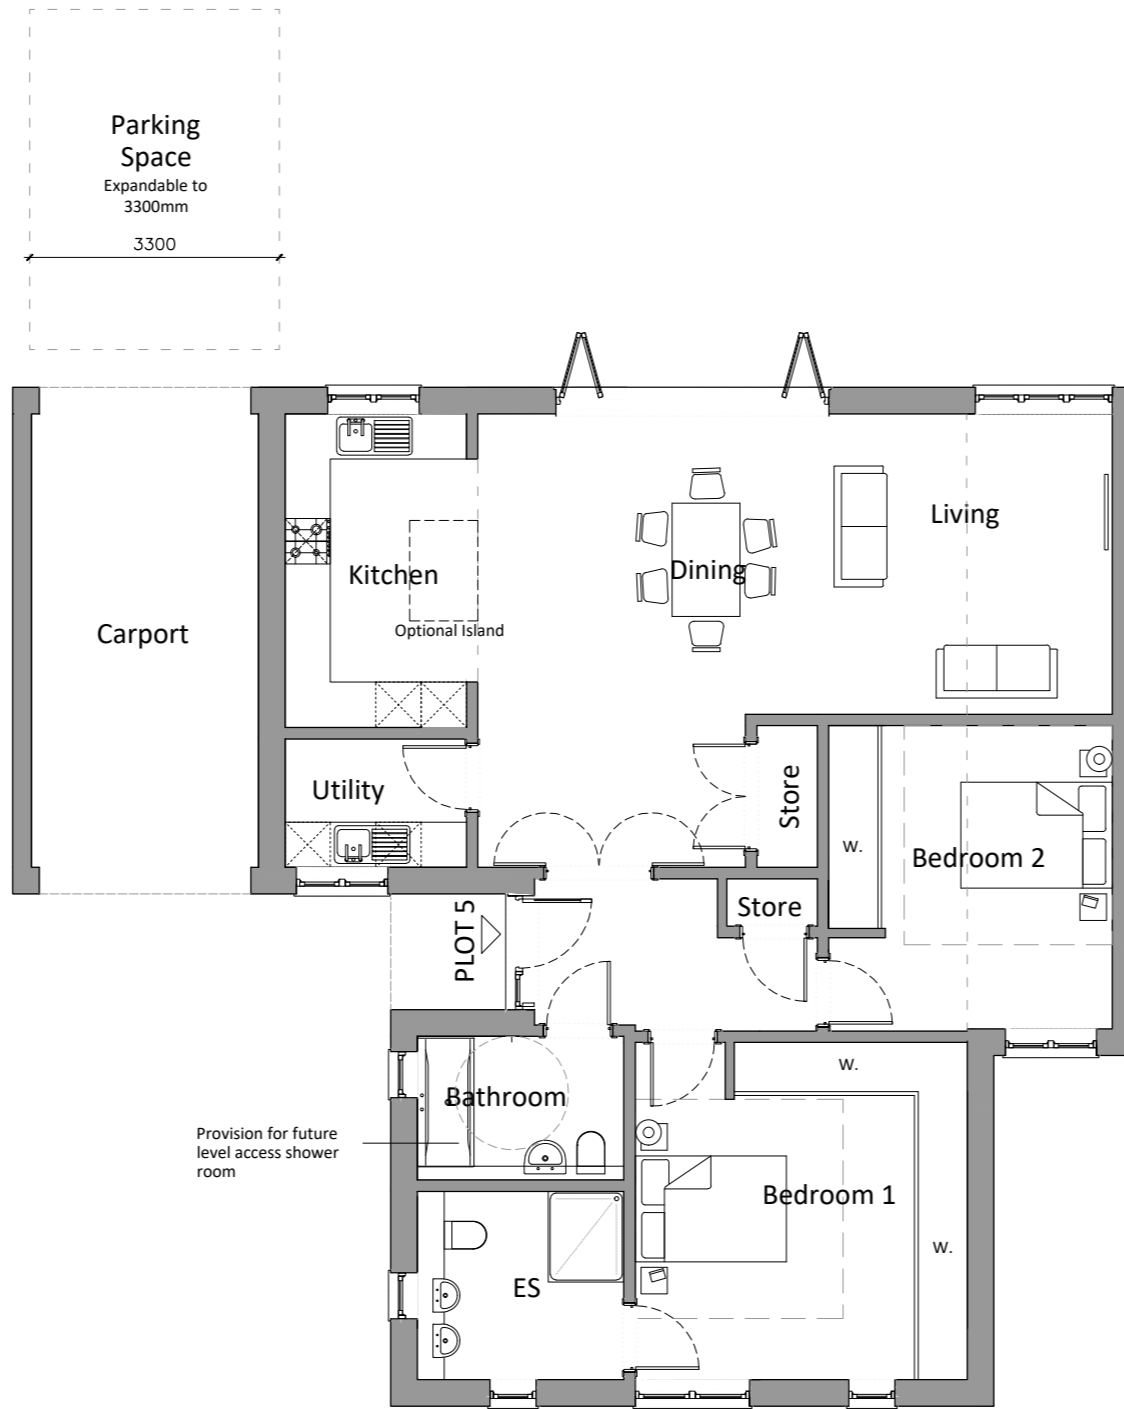 Parking
Space
Expandable to
3300mm
3300
Living
Dining
Kitchen
Optional Island
Carport
Utility
Store
W.
Bedroom 2
Store
PLOT 5
W.
Bathroom
Provision for future
level access shower
room
Bedroom 1
W.
ES